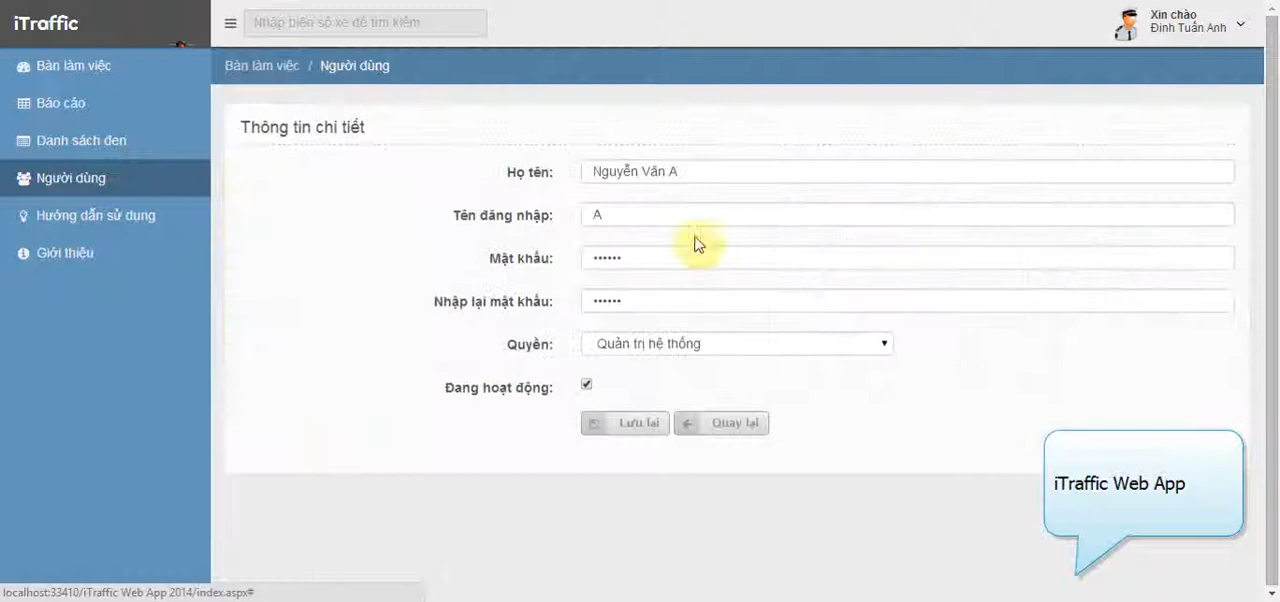 iTraffic
Nhập biển số xe để tìm kiếm
Xin chào
Đinh Tuấn Anh
Bàn làm việc
Báo cáo
Danh sách đen
Người dùng
Hướng dẫn sử dụng
Giới thiệu
Bàn làm việc / Người dùng
Thông tin chi tiết
Họ tên: Nguyễn Văn A
Tên đăng nhập: A
Mật khẩu: ••••••
Nhập lại mật khẩu: ••••••
Quyền: Quản trị hệ thống
Đang hoạt động:
Lưu lại Quay lại
iTraffic Web App
localhost:33410/iTraffic Web App 2014/index.aspx#